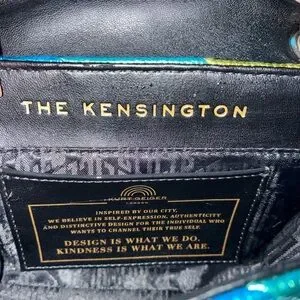 THE KENSINGTON
KURT GEIGER
LONDON
INSPIRED BY OUR CITY,
WE BELIEVE IN SELF-EXPRESSION, AUTHENTICITY
AND DISTINCTIVE DESIGN FOR THE INDIVIDUAL WHO
WANTS TO CHANNEL THEIR TRUE SELF.
DESIGN IS WHAT WE DO.
KINDNESS IS WHAT WE ARE.